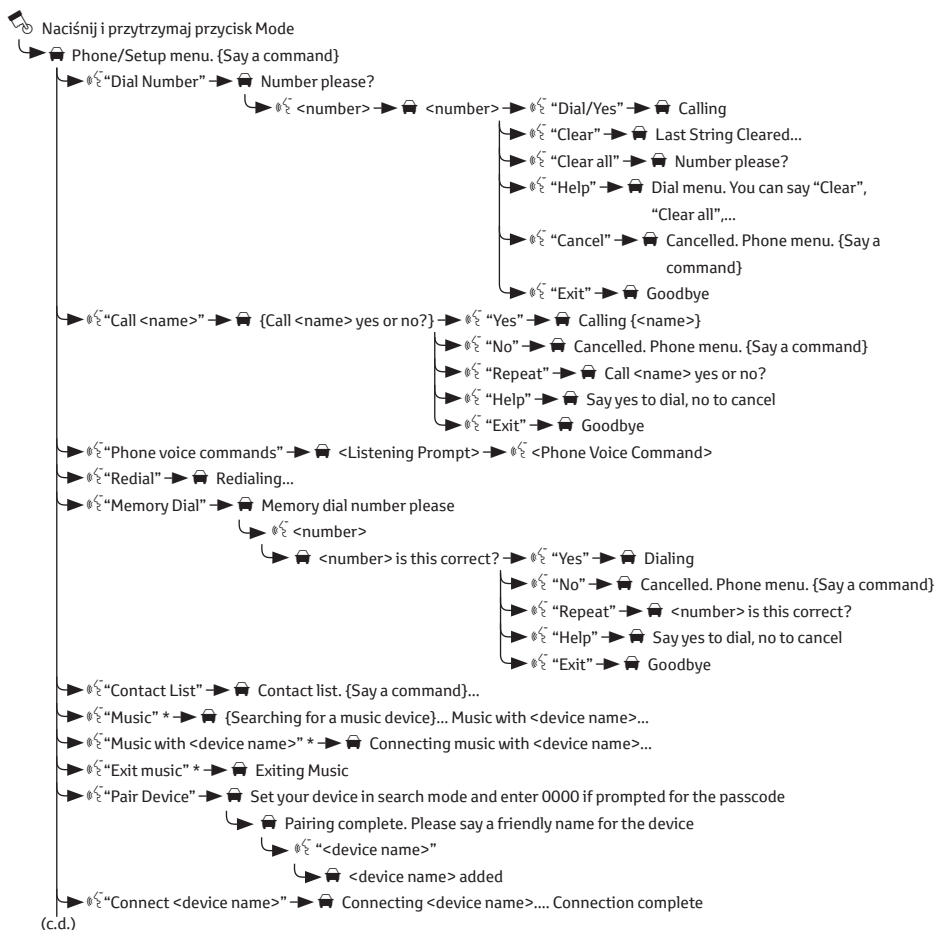 Naciśnij i przytrzymaj przycisk Mode
Phone/Setup menu. {Say a command}
“Dial Number” Number please?
<number> <number> “Dial/Yes” Calling
“Clear” Last String Cleared...
“Clear all” Number please?
“Help” Dial menu. You can say “Clear”,
“Clear all”,...
“Cancel” Cancelled. Phone menu. {Say a
command}
“Exit” Goodbye
“Call <name>” {Call <name> yes or no?} “Yes” Calling {<name>}
“No” Cancelled. Phone menu. {Say a command}
“Repeat” Call <name> yes or no?
“Help” Say yes to dial, no to cancel
“Exit” Goodbye
“Phone voice commands” <Listening Prompt> <Phone Voice Command>
“Redial” Redialing...
“Memory Dial” Memory dial number please
<number>
<number> is this correct? “Yes” Dialing
“No” Cancelled. Phone menu. {Say a command}
“Repeat” <number> is this correct?
“Help” Say yes to dial, no to cancel
“Exit” Goodbye
“Contact List” Contact list. {Say a command}...
“Music” * {Searching for a music device}... Music with <device name>...
“Music with <device name>” * Connecting music with <device name>...
“Exit music” * Exiting Music
“Pair Device” Set your device in search mode and enter 0000 if prompted for the passcode
Pairing complete. Please say a friendly name for the device
“<device name>”
<device name> added
“Connect <device name>” Connecting <device name>.... Connection complete
(c.d.)